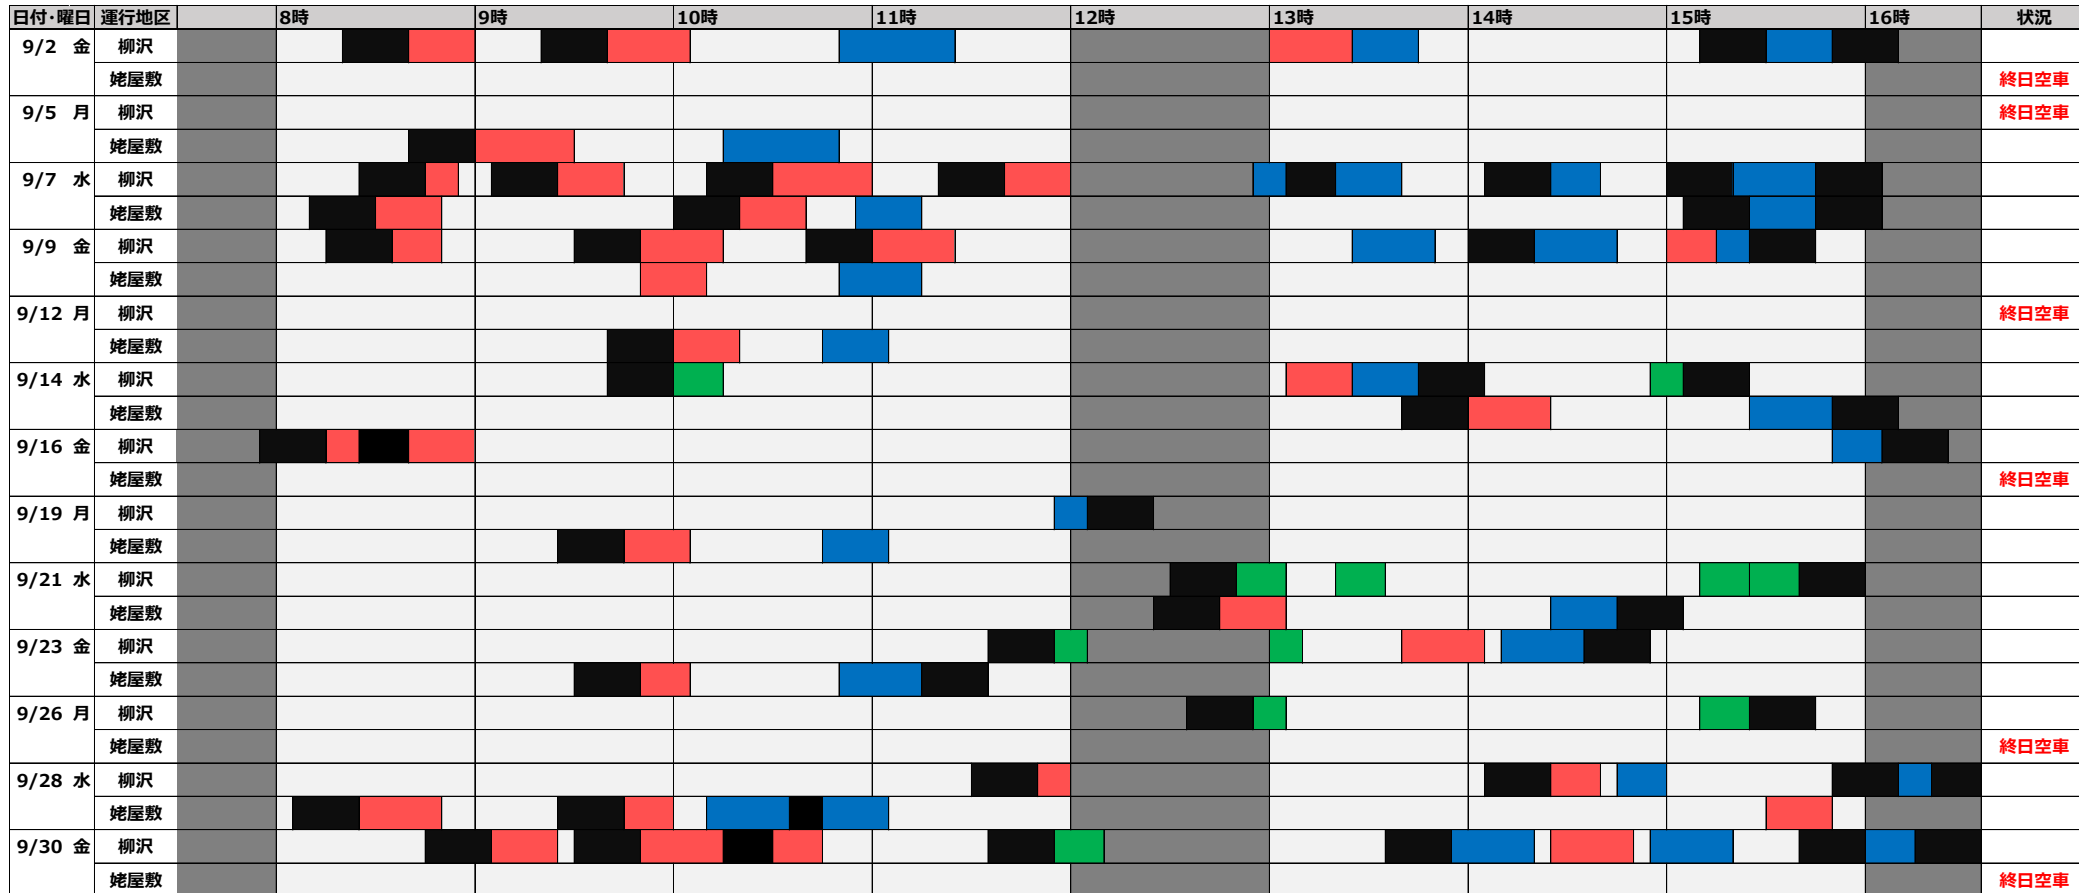 日付・曜日 運行地区 8時 9時 10時 11時 12時 13時 14時 15時 16時 状況
9/2 金 柳沢
姥屋敷 終日空車
9/5 月 柳沢 終日空車
姥屋敷
9/7 水 柳沢
姥屋敷
9/9 金 柳沢
姥屋敷
9/12 月 柳沢 終日空車
姥屋敷
9/14 水 柳沢
姥屋敷
9/16 金 柳沢
姥屋敷 終日空車
9/19 月 柳沢
姥屋敷
9/21 水 柳沢
姥屋敷
9/23 金 柳沢
姥屋敷
9/26 月 柳沢
姥屋敷 終日空車
9/28 水 柳沢
姥屋敷
9/30 金 柳沢
姥屋敷 終日空車